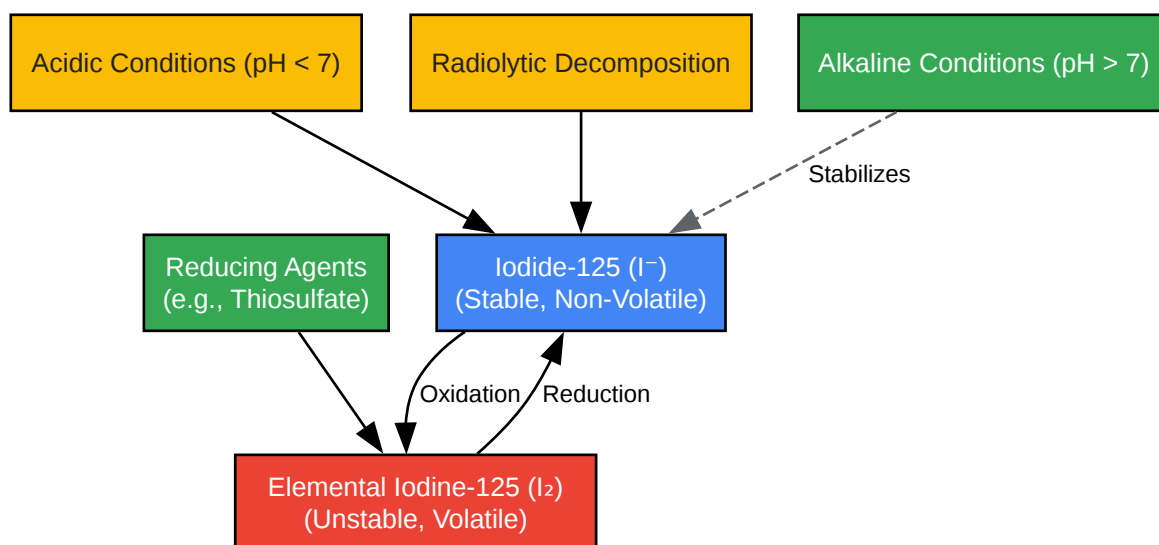 Acidic Conditions (pH < 7)
Radiolytic Decomposition
Alkaline Conditions (pH > 7)
Stabilizes
Reducing Agents
(e.g., Thiosulfate)
Iodide-125 (I⁻)
(Stable, Non-Volatile)
Oxidation
Reduction
Elemental Iodine-125 (I₂)
(Unstable, Volatile)